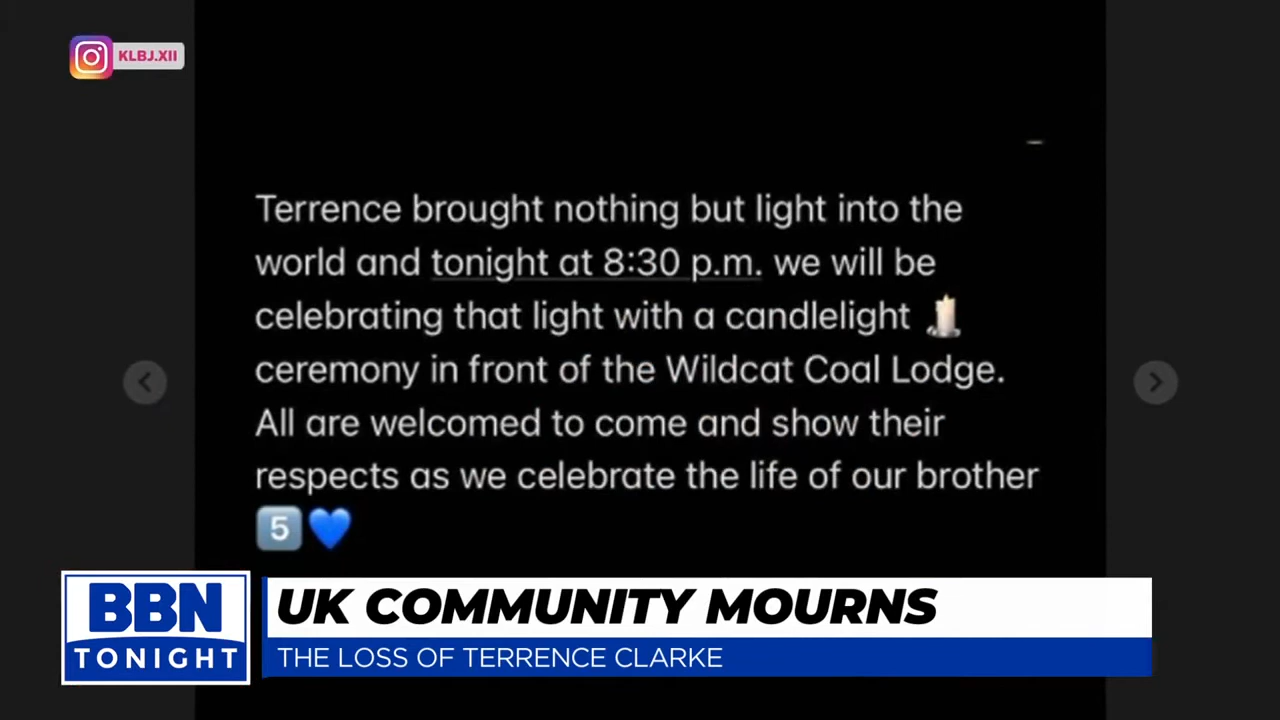 KLBJ.XII
Terrence brought nothing but light into the
world and tonight at 8:30 p.m. we will be
celebrating that light with a candlelight 🕯️
ceremony in front of the Wildcat Coal Lodge.
All are welcomed to come and show their
respects as we celebrate the life of our brother
5️⃣💙
BBN
TONIGHT
UK COMMUNITY MOURNS
THE LOSS OF TERRENCE CLARKE